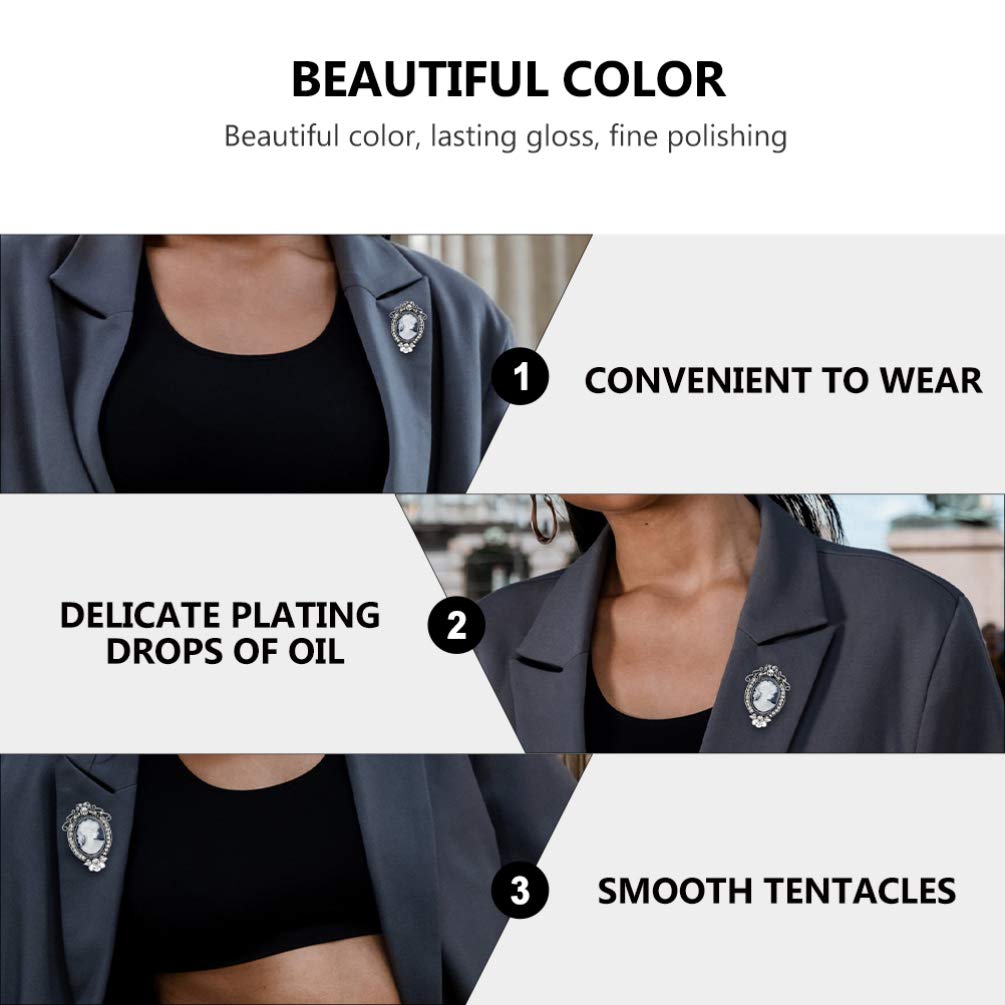 BEAUTIFUL COLOR
Beautiful color, lasting gloss, fine polishing
1
CONVENIENT TO WEAR
DELICATE PLATING
DROPS OF OIL
2
3
SMOOTH TENTACLES